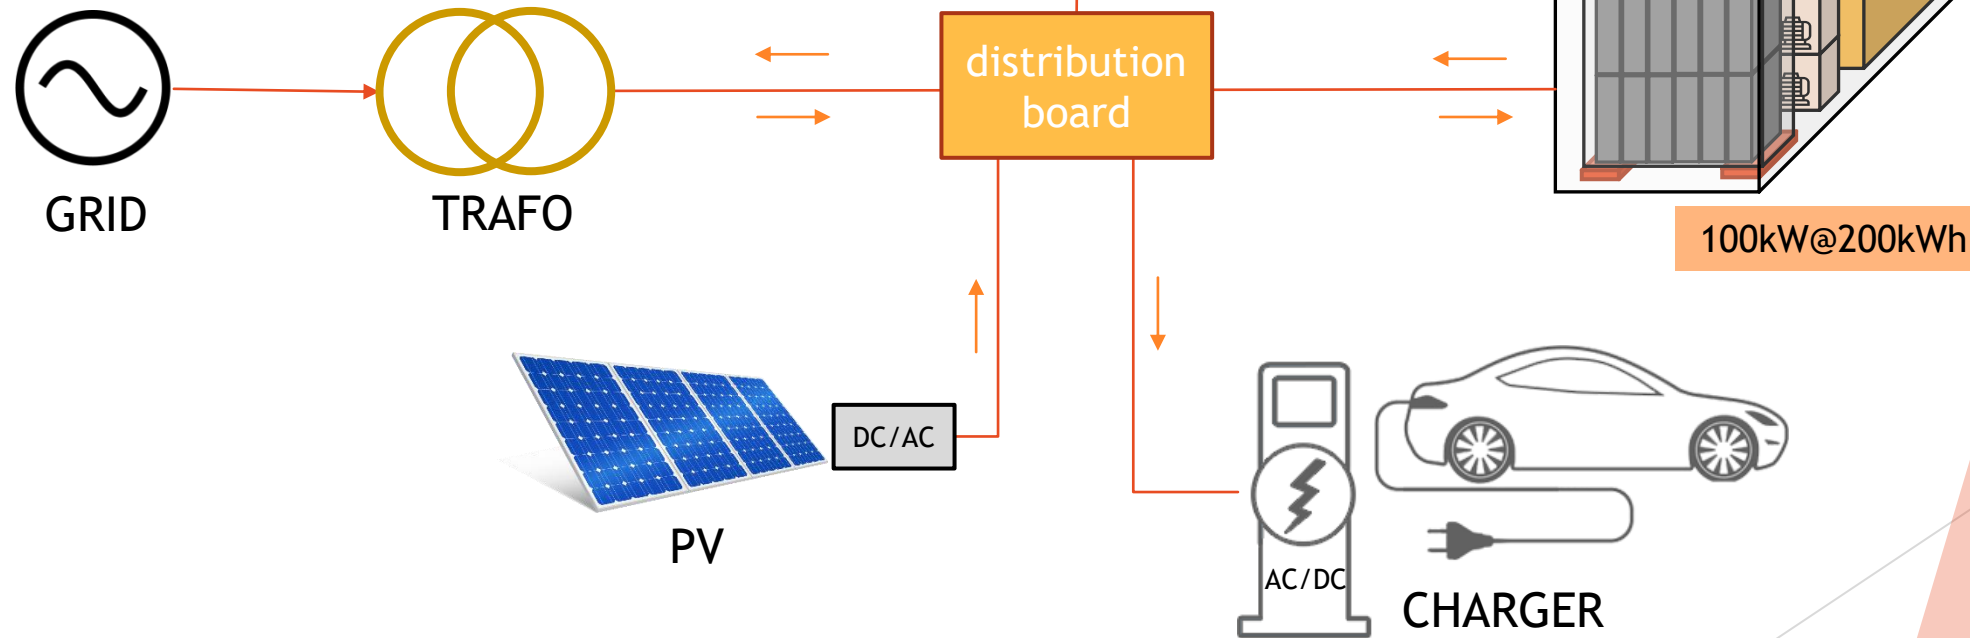 distribution
board
GRID
TRAFO
100kW@200kWh
DC/AC
PV
AC/DC
CHARGER